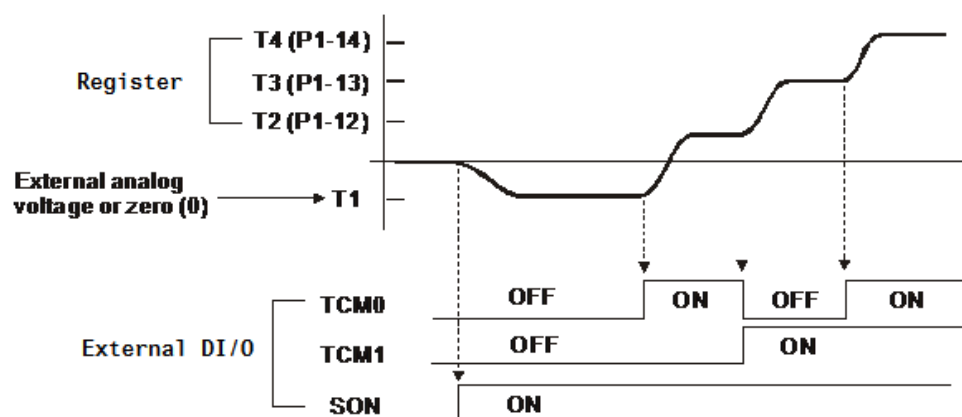 T4 (P1-14)
Register
T3 (P1-13)
T2 (P1-12)
External analog
voltage or zero (0)
T1
TCM0
OFF
ON
OFF
ON
External DI/O
TCM1
OFF
ON
SON
ON